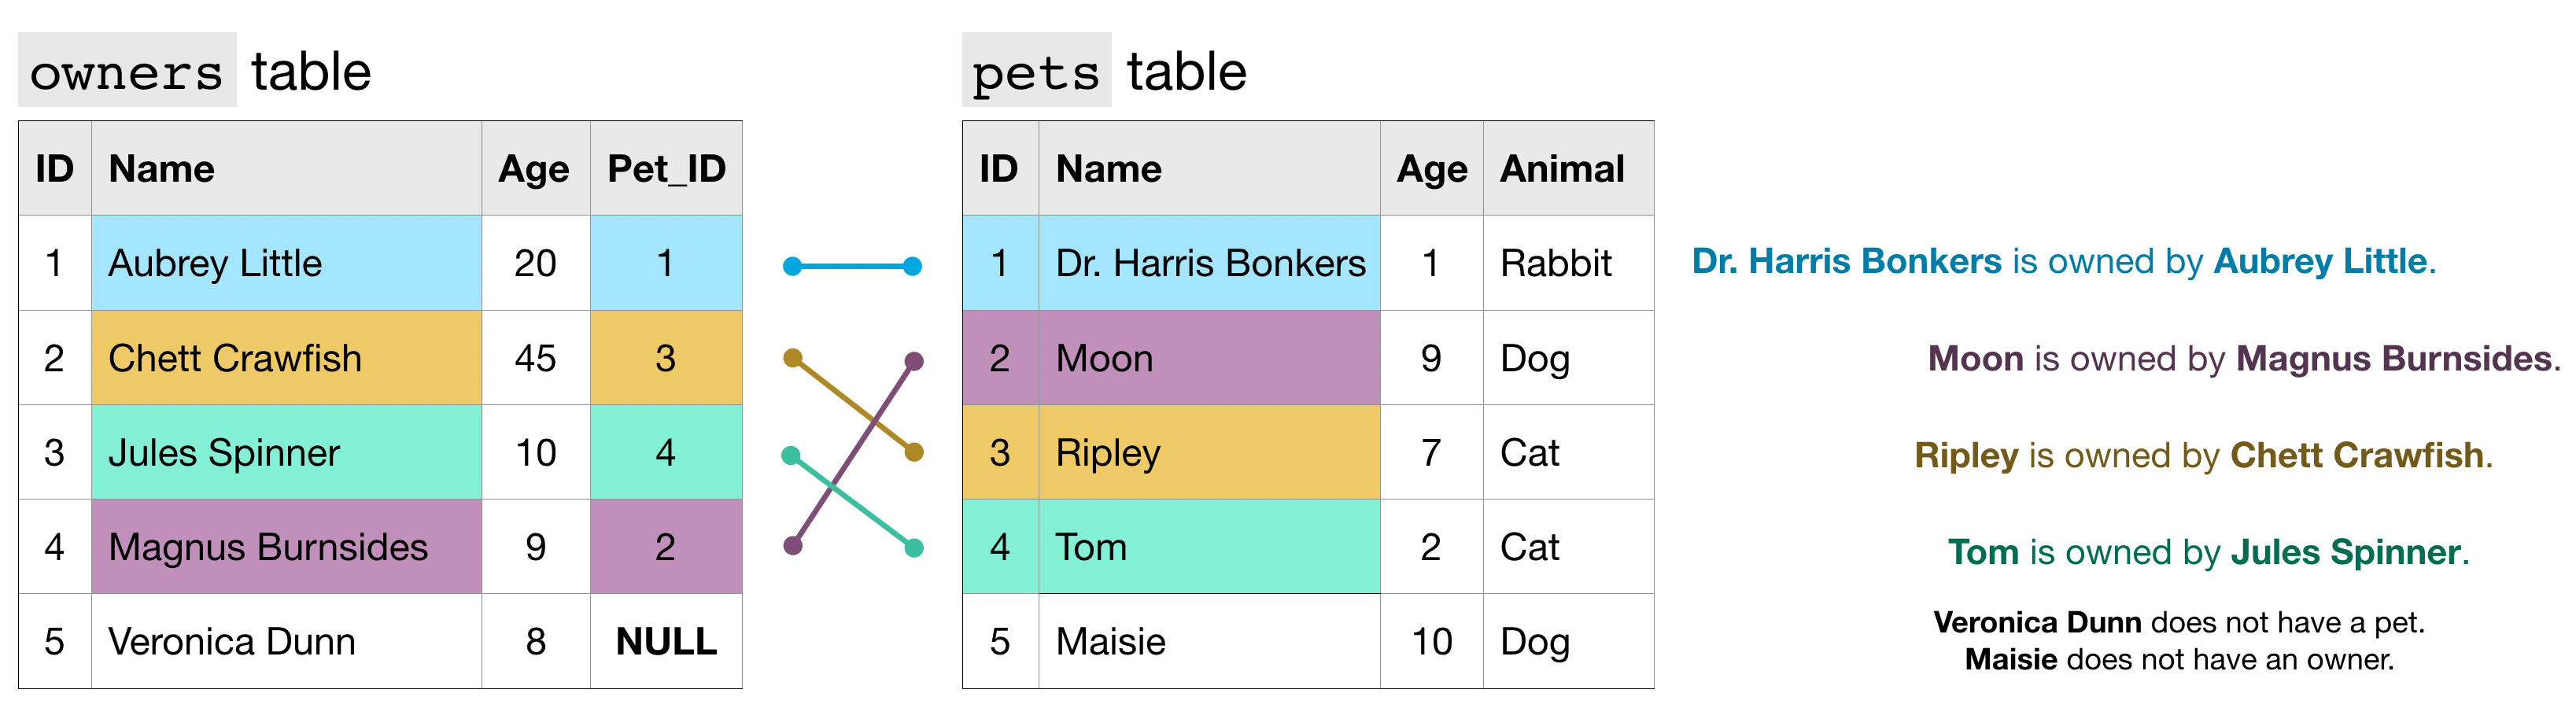 owners table
pets table
ID Name Age Pet_ID
ID Name Age Animal
1 Aubrey Little 20 1
1 Dr. Harris Bonkers 1 Rabbit
Dr. Harris Bonkers is owned by Aubrey Little.
2 Chett Crawfish 45 3
2 Moon 9 Dog
Moon is owned by Magnus Burnsides.
3 Jules Spinner 10 4
3 Ripley 7 Cat
Ripley is owned by Chett Crawfish.
4 Magnus Burnsides 9 2
4 Tom 2 Cat
Tom is owned by Jules Spinner.
5 Veronica Dunn 8 NULL
5 Maisie 10 Dog
Veronica Dunn does not have a pet.
Maisie does not have an owner.